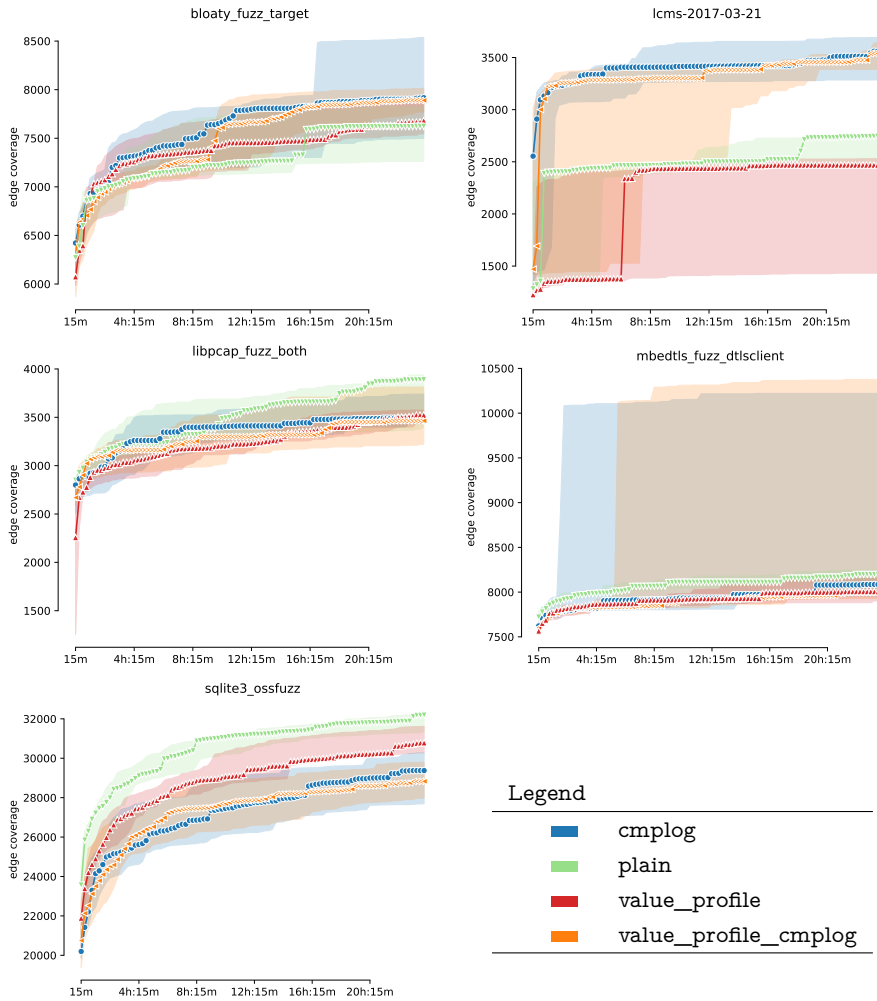 bloaty_fuzz_target
8500
8000
7500
7000
6500
6000
edge coverage
15m 4h:15m 8h:15m 12h:15m 16h:15m 20h:15m
lcms-2017-03-21
3500
3000
2500
2000
1500
edge coverage
15m 4h:15m 8h:15m 12h:15m 16h:15m 20h:15m
libpcap_fuzz_both
4000
3500
3000
2500
2000
1500
edge coverage
15m 4h:15m 8h:15m 12h:15m 16h:15m 20h:15m
mbedtls_fuzz_dtlsclient
10500
10000
9500
9000
8500
8000
7500
edge coverage
15m 4h:15m 8h:15m 12h:15m 16h:15m 20h:15m
sqlite3_ossfuzz
32000
30000
28000
26000
24000
22000
20000
edge coverage
15m 4h:15m 8h:15m 12h:15m 16h:15m 20h:15m
Legend
cmplog
plain
value_profile
value_profile_cmplog